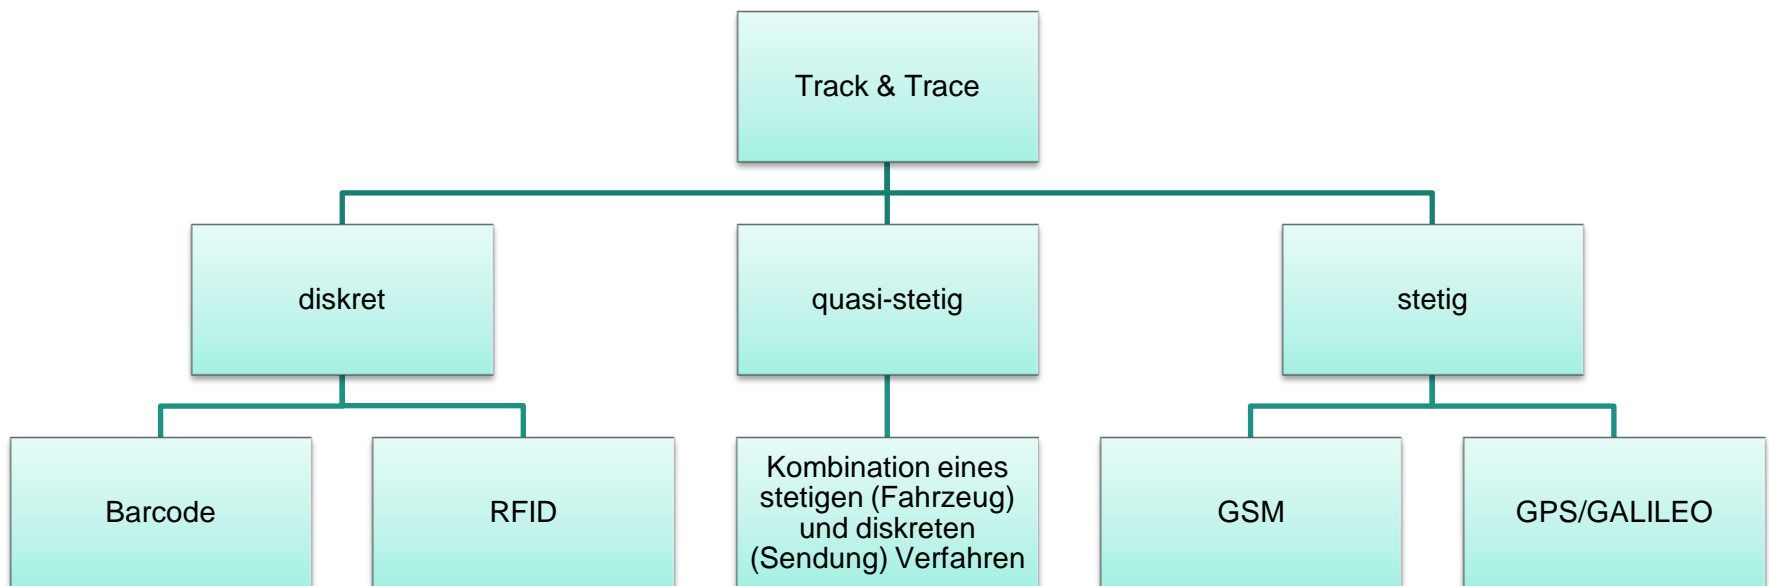 Track & Trace
diskret
quasi-stetig
stetig
Barcode
RFID
Kombination eines
stetigen (Fahrzeug)
und diskreten
(Sendung) Verfahren
GSM
GPS/GALILEO